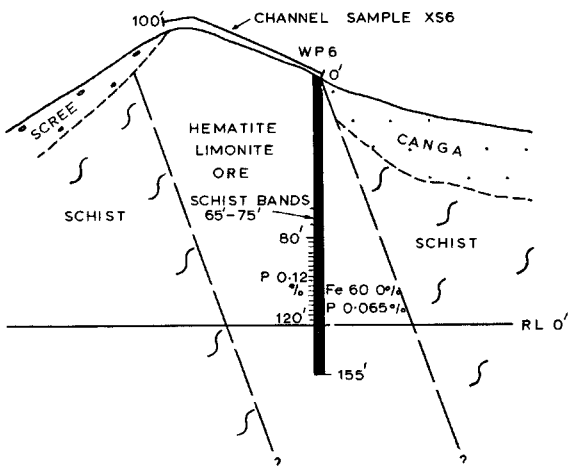 100'
CHANNEL SAMPLE XS6
WP6
0'
SCREE
HEMATITE
LIMONITE
ORE
CANGA
SCHIST BANDS
65'-75'
SCHIST
SCHIST
80'
P 0·12
%
Fe 60 0%
P 0·065%
120'
RL 0'
155'
?
?